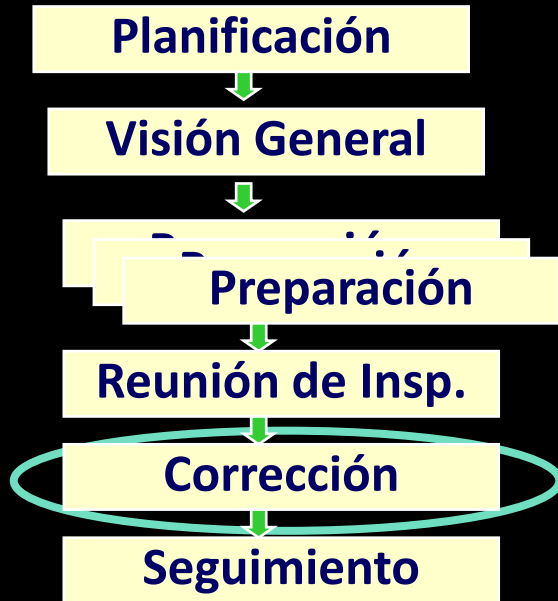 Planificación
Visión General
Preparación
Reunión de Insp.
Corrección
Seguimiento